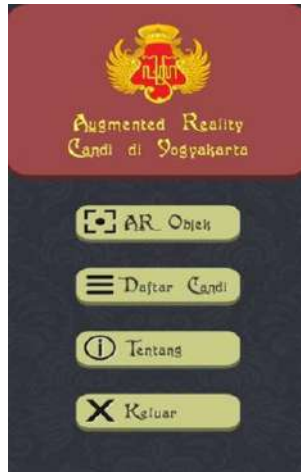 Augmented Reality
Candi di Yogyakarta
AR Objek
Daftar Candi
Tentang
Keluar